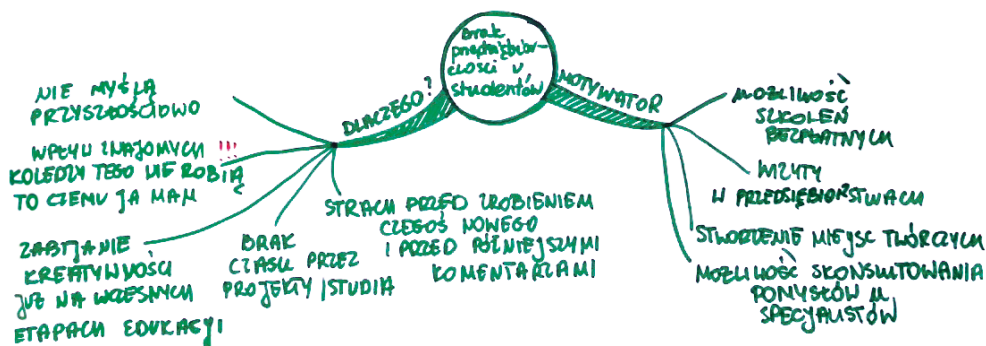 Brak
przedsiębior-
czości u
studentów
DLACZEGO?
NIE MYŚLĄ
PRZYSZŁOŚCIOWO
WPŁYW ZNAJOMYCH !!!
KOLEDZY TEGO NIE ROBIĄ
TO CZEMU JA MAM
ZABIJANIE
KREATYWNOŚCI
JUŻ NA WCZESNYCH
ETAPACH EDUKACJI
BRAK
CZASU PRZEZ
PROJEKTY/STUDIA
STRACH PRZED ZROBIENIEM
CZEGOŚ NOWEGO
I PRZED PÓŹNIEJSZYMI
KOMENTARZAMI
MOTYWATOR
MOŻLIWOŚĆ
SZKOLEŃ
BEZPŁATNYCH
WIZYTY
W PRZEDSIĘBIORSTWACH
STWORZENIE MIEJSC TWÓRCZYCH
MOŻLIWOŚĆ SKONSULTOWANIA
POMYSŁÓW U
SPECJALISTÓW